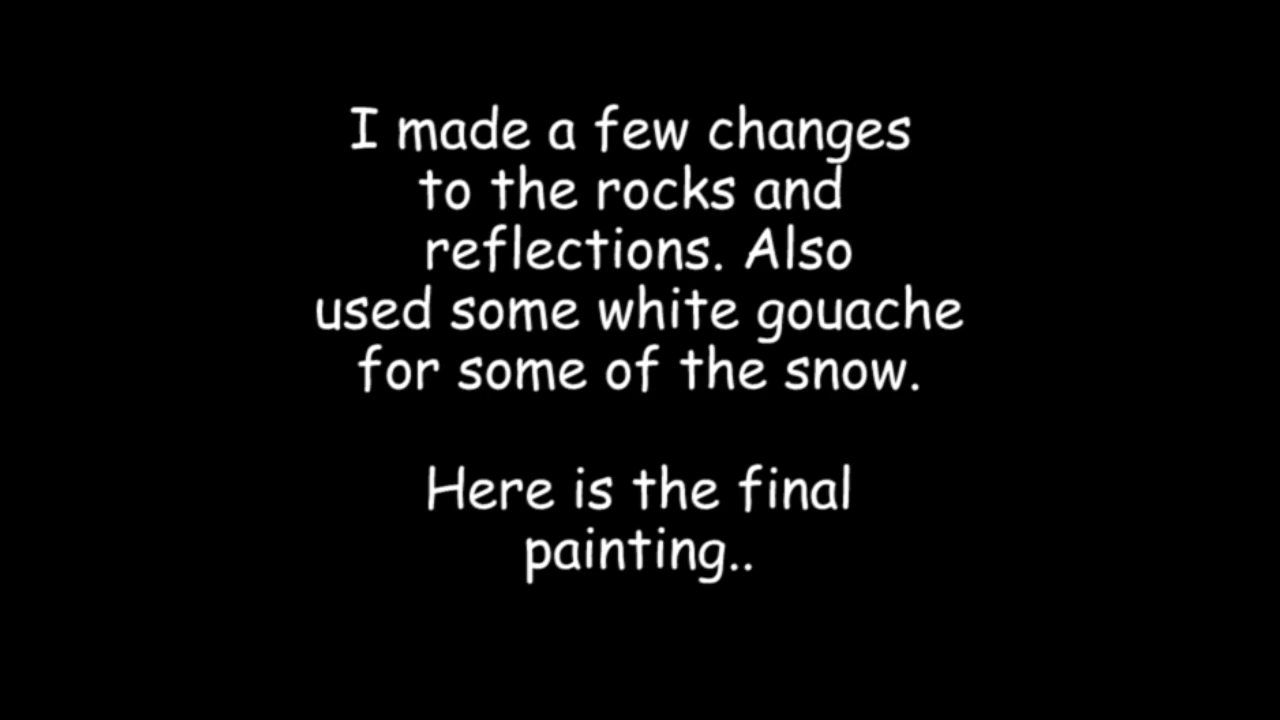 I made a few changes
to the rocks and
reflections. Also
used some white gouache
for some of the snow.
Here is the final
painting..